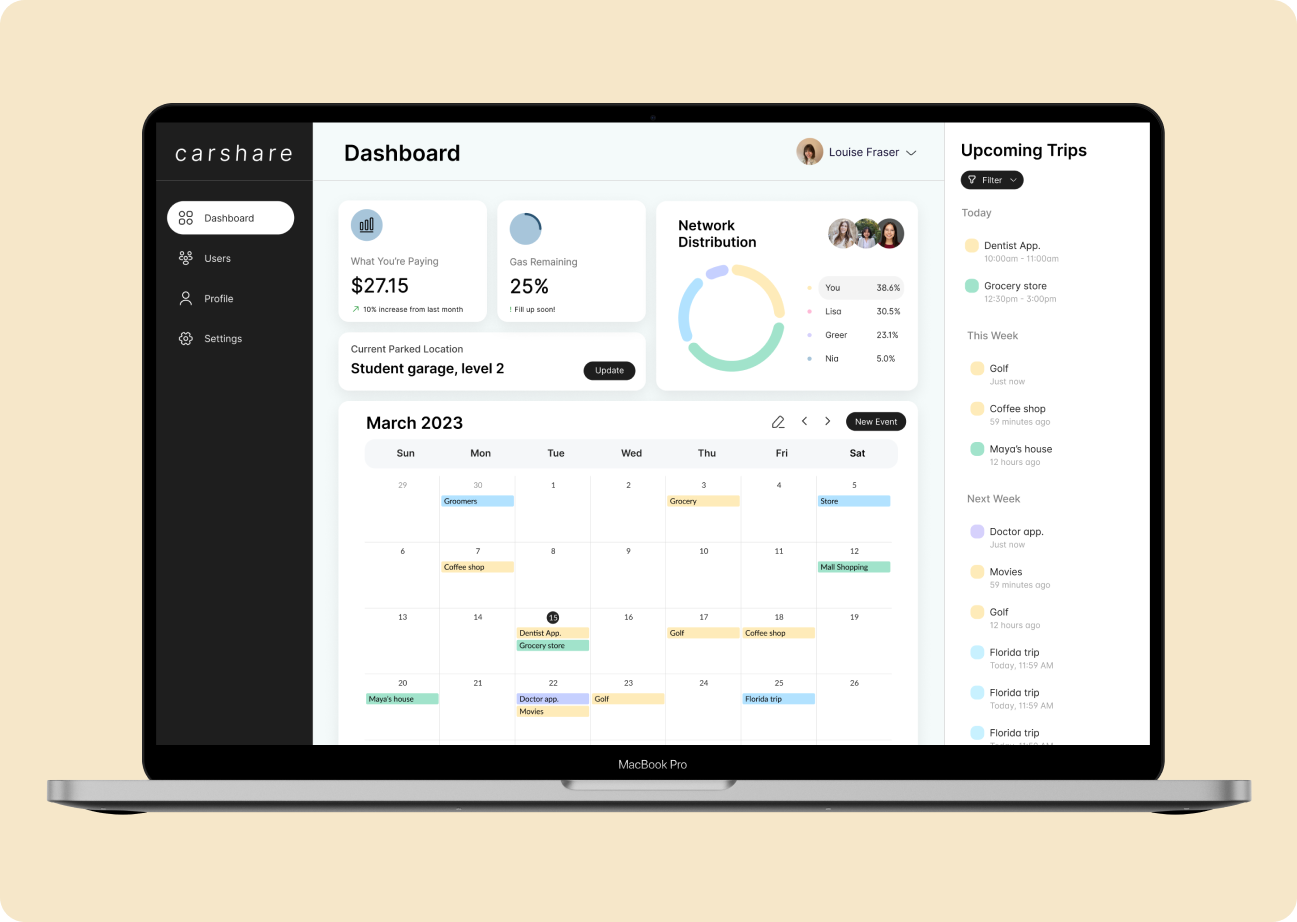 carshare
Dashboard
Users
Profile
Settings
Dashboard
Louise Fraser
What You're Paying
$27.15
10% increase from last month
Gas Remaining
25%
! Fill up soon!
Current Parked Location
Student garage, level 2
Update
Network
Distribution
You 38.6%
Lisa 30.5%
Greer 23.1%
Nia 5.0%
March 2023
New Event
Sun Mon Tue Wed Thu Fri Sat
29 30 1 2 3 4 5
Groomers Grocery Store
6 7 8 9 10 11 12
Coffee shop Mall Shopping
13 14 15 16 17 18 19
Dentist App. Golf Coffee shop
Grocery store
20 21 22 23 24 25 26
Maya's house Doctor app. Golf Florida trip
Movies
Upcoming Trips
Filter
Today
Dentist App.
10:00am - 11:00am
Grocery store
12:30pm - 3:00pm
This Week
Golf
Just now
Coffee shop
59 minutes ago
Maya's house
12 hours ago
Next Week
Doctor app.
Just now
Movies
59 minutes ago
Golf
12 hours ago
Florida trip
Today, 11:59 AM
Florida trip
Today, 11:59 AM
Florida trip
MacBook Pro